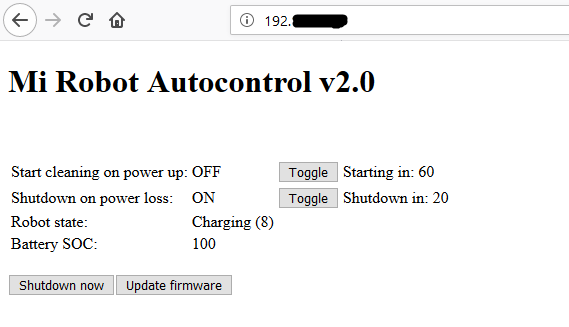 192.
Mi Robot Autocontrol v2.0
Start cleaning on power up: OFF Toggle Starting in: 60
Shutdown on power loss: ON Toggle Shutdown in: 20
Robot state: Charging (8)
Battery SOC: 100
Shutdown now Update firmware